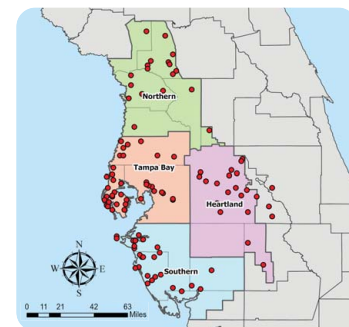 Northern
Tampa Bay
Heartland
Southern
N
W E
S
0 11 21 42 63
Miles